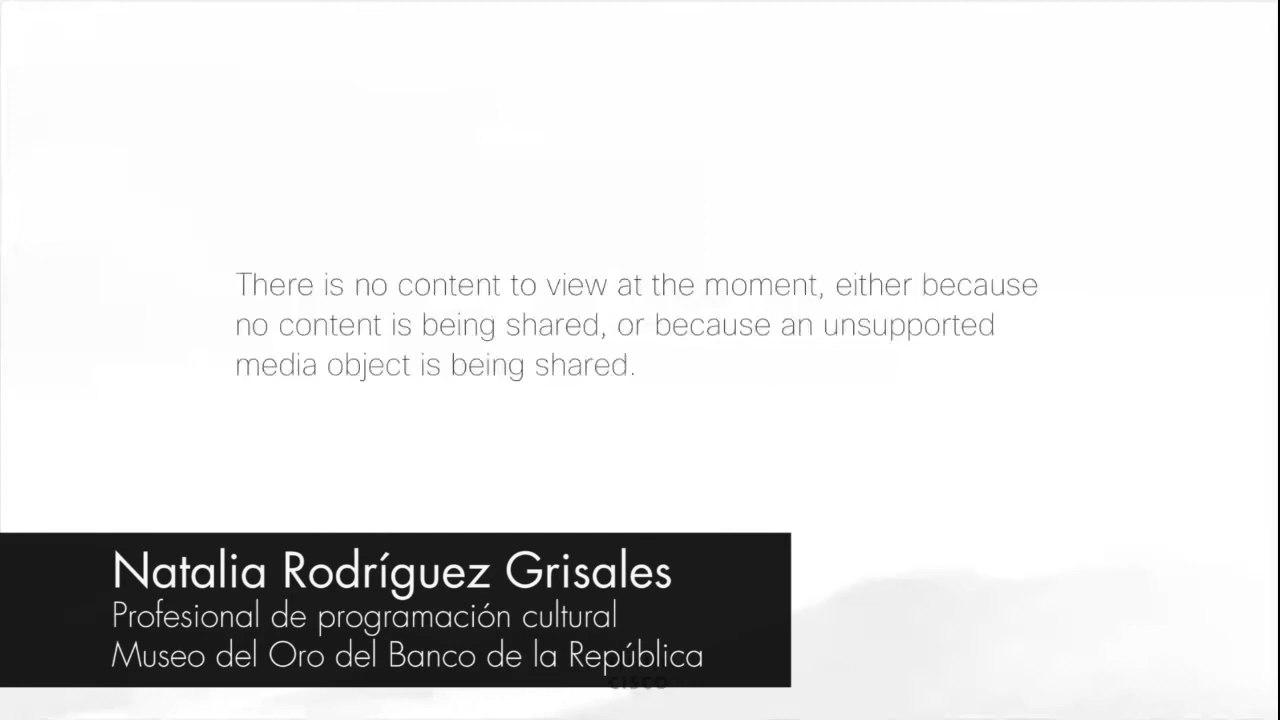 There is no content to view at the moment, either because
no content is being shared, or because an unsupported
media object is being shared.
Natalia Rodríguez Grisales
Profesional de programación cultural
Museo del Oro del Banco de la República
CISCO